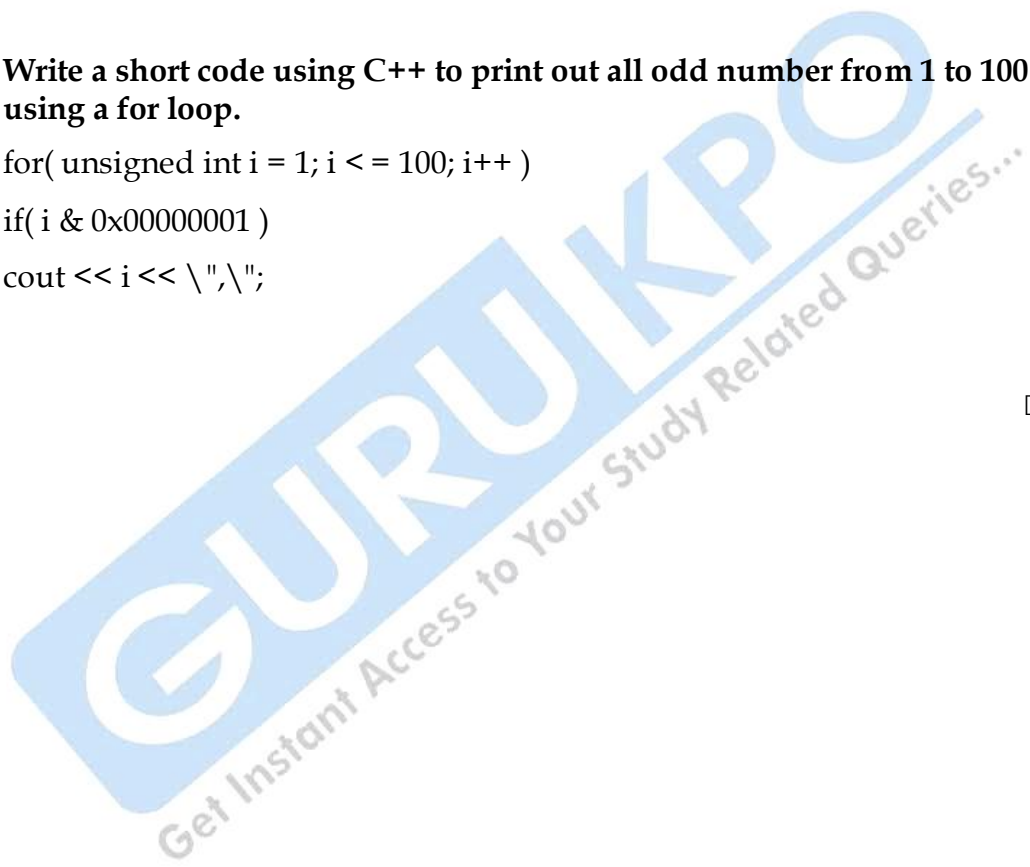 Write a short code using C++ to print out all odd number from 1 to 100
using a for loop.
for( unsigned int i = 1; i < = 100; i++ )
if( i & 0x00000001 )
cout << i << \",\";
GURUKPO
Get Instant Access to Your Study Related Queries...